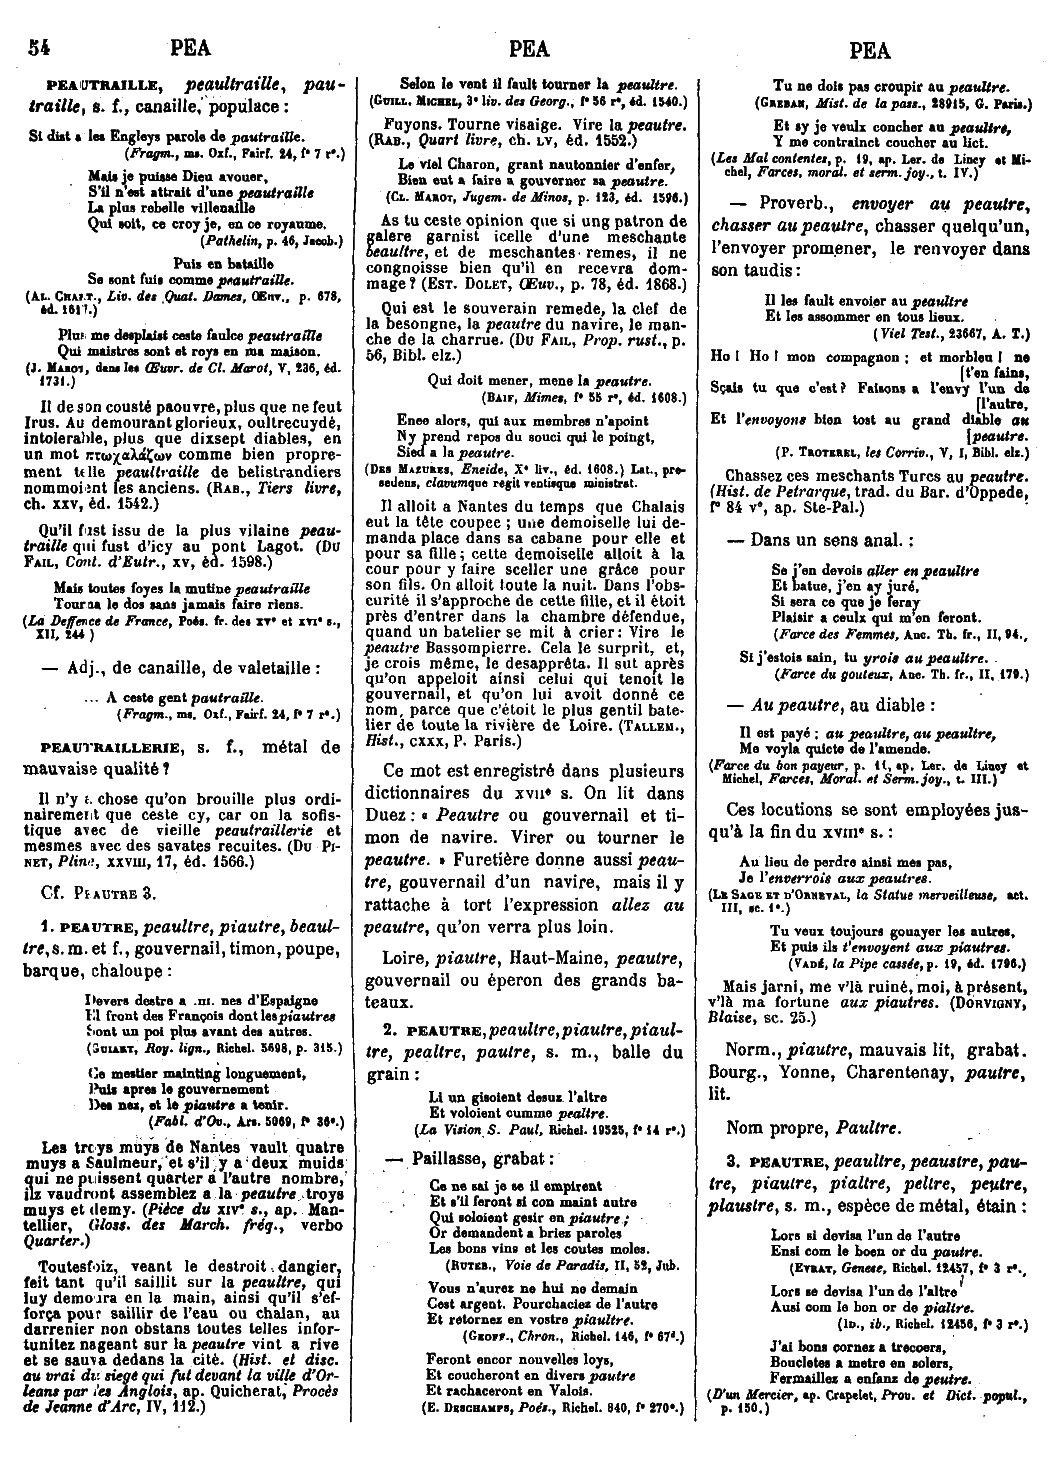 54 PEA
PEAUTRAILLE, peaultraille, pau-
traille, s. f., canaille, populace :
Si dist a les Engleys parole de pautraille.
(Fragm., ms. Oxf., Fairf. 24, f° 7 r°.)
Mais je puisse Dieu avouer,
S'il n'est attrait d'une peautraille
La plus rebelle villenaille
Qui soit, ce croy je, en ce royaume.
(Pathelin, p. 46, Jacob.)
Puis en bataille
Se sont fuis comme peautraille.
(AL. CHART., Liv. des Quat. Dames, Œuv., p. 678,
éd. 1617.)
Plus me desplaist ceste faulce peautraille
Qui maistres sont et roys en ma maison.
(J. MAROT, dans les Œuvr. de Cl. Marot, V, 236, éd.
1731.)
Il de son cousté paouvre, plus que ne feut
Irus. Au demourant glorieux, oultrecuydé,
intolerable, plus que dixsept diables, en
un mot πτωχαλάζων comme bien propre-
ment telle peaultraille de belistrandiers
nommoient les anciens. (RAB., Tiers livre,
ch. XXV, éd. 1542.)
Qu'il fust issu de la plus vilaine peau-
traille qui fust d'icy au pont Lagot. (DU
FAIL, Cont. d'Eutr., XV, éd. 1598.)
Mais toutes foyes la mutine peautraille
Tourna le dos sans jamais faire riens.
(La Deffence de France, Poés. fr. des XV° et XVI° s.,
XII, 244)
— Adj., de canaille, de valetaille :
... A ceste gent pautraille.
(Fragm., ms. Oxf., Fairf. 24, f° 7 r°.)
PEAUTRAILLERIE, s. f., métal de
mauvaise qualité ?
Il n'y a chose qu'on brouille plus ordi-
nairement que ceste cy, car on la sofis-
tique avec de vieille peautraillerie et
mesmes avec des savates recuites. (DU PI-
NET, Pline, XXVIII, 17, éd. 1566.)
Cf. PEAUTRE 3.
1. PEAUTRE, peaultre, piautre, beaul-
tre, s. m. et f., gouvernail, timon, poupe,
barque, chaloupe :
Devers destre a .III. nes d'Espaigne
El front des François dont les piautres
Sont un poi plus avant des autres.
(GUIART, Roy. lign., Richel. 5698, p. 315.)
Ce mestier mainting longuement,
Puis apres le gouvernement
Des nez, et le piautre a tenir.
(Fabl. d'Ov., Ars. 5069, f° 36°.)
Les troys muys de Nantes vault quatre
muys a Saulmeur, et s'il y a deux muids
qui ne puissent quarter a l'autre nombre,
ilz vaudront assemblez a la peautre troys
muys et demy. (Pièce du XIV° s., ap. Man-
tellier, Gloss. des March. fréq., verbo
Quarter.)
Toutesfoiz, veant le destroit dangier,
feit tant qu'il saillit sur la peaultre, qui
luy demoura en la main, ainsi qu'il s'ef-
força pour saillir de l'eau ou chalan, au
darrenier non obstans toutes telles infor-
tunitez nageant sur la peautre vint a rive
et se sauva dedans la cité. (Hist. et disc.
au vrai du siege qui fut devant la ville d'Or-
leans par les Anglois, ap. Quicherat, Procès
de Jeanne d'Arc, IV, 112.)
PEA
Selon le vent il fault tourner la peaultre.
(GUILL. MICHEL, 3° liv. des Georg., f° 56 r°, éd. 1540.)
Fuyons. Tourne visaige. Vire la peautre.
(RAB., Quart livre, ch. LV, éd. 1552.)
Le viel Charon, grant nautonnier d'enfer,
Bien eut a faire a gouverner sa peautre.
(CL. MAROT, Jugem. de Minos, p. 123, éd. 1596.)
As tu ceste opinion que si ung patron de
galere garnist icelle d'une meschante
beaultre, et de meschantes remes, il ne
congnoisse bien qu'il en recevra dom-
mage ? (EST. DOLET, Œuv., p. 78, éd. 1868.)
Qui est le souverain remede, la clef de
la besongne, la peautre du navire, le man-
che de la charrue. (DU FAIL, Prop. rust., p.
56, Bibl. elz.)
Qui doit mener, mene la peautre.
(BAIF, Mimes, f° 55 r°, éd. 1608.)
Enee alors, qui aux membres n'apoint
Ny prend repos du souci qui le poingt,
Sied a la peautre.
(DES MAZURES, Eneide, X° liv., éd. 1608.) Lat., pre-
sedens, clavumque regit ventisque ministrat.
Il alloit a Nantes du temps que Chalais
eut la tête coupee ; une demoiselle lui de-
manda place dans sa cabane pour elle et
pour sa fille ; cette demoiselle alloit à la
cour pour y faire sceller une grâce pour
son fils. On alloit toute la nuit. Dans l'obs-
curité il s'approche de cette fille, et il étoit
près d'entrer dans la chambre défendue,
quand un batelier se mit à crier : Vire le
peautre Bassompierre. Cela le surprit, et,
je crois même, le desappréta. Il sut après
qu'on appeloit ainsi celui qui tenoit le
gouvernail, et qu'on lui avoit donné ce
nom, parce que c'étoit le plus gentil bate-
lier de toute la rivière de Loire. (TALLEM.,
Hist., CXXX, P. Paris.)
Ce mot est enregistré dans plusieurs
dictionnaires du XVII° s. On lit dans
Duez : « Peautre ou gouvernail et ti-
mon de navire. Virer ou tourner le
peautre. » Furetière donne aussi peau-
tre, gouvernail d'un navire, mais il y
rattache à tort l'expression allez au
peautre, qu'on verra plus loin.
Loire, piautre, Haut-Maine, peautre,
gouvernail ou éperon des grands ba-
teaux.
2. PEAUTRE, peaultre, piautre, piaul-
tre, pealtre, pautre, s. m., balle du
grain :
Li un gisoient desuz l'altre
Et voloient cumme pealtre.
(La Vision S. Paul, Richel. 19525, f° 14 r°.)
— Paillasse, grabat :
Ce ne sai je se il empirent
Et s'il feront si con maint autre
Qui soloient gesir en piautre ;
Or demandent a briez paroles
Les bons vins et les coutes moles.
(RUTEB., Voie de Paradis, II, 52, Jub.
Vous n'aurez ne hui ne demain
Cest argent. Pourchaciez de l'autre
Et retornez en vostre piaultre.
(GEOFF., Chron., Richel. 146, f° 67ᵈ.)
Feront encor nouvelles loys,
Et coucheront en divers pautre
Et rachaceront en Valois.
(E. DESCHAMPS, Poés., Richel. 840, f° 270°.)
PEA
Tu ne dois pas croupir au peaultre.
(GREBAN, Mist. de la pass., 28915, G. Paris.)
Et sy je veulx concher au peaultre,
Y me contrainct coucher au lict.
(Les Mal contentes, p. 19, ap. Ler. de Lincy et Mi-
chel, Farces, moral. et serm. joy., t. IV.)
— Proverb., envoyer au peautre,
chasser au peautre, chasser quelqu'un,
l'envoyer promener, le renvoyer dans
son taudis :
Il les fault envoier au peaultre
Et les assommer en tous lieux.
(Viel Test., 23667, A. T.)
Ho ! Ho ! mon compagnon ; et morbleu ! ne
[t'en fains,
Sçais tu que c'est ? Faisons a l'envy l'un de
[l'autre,
Et l'envoyons bien tost au grand diable au
[peautre.
(P. TROTEREL, les Corriv., V, I, Bibl. elz.)
Chassez ces meschants Turcs au peautre.
(Hist. de Petrarque, trad. du Bar. d'Oppede,
f° 84 v°, ap. Ste-Pal.)
— Dans un sens anal. :
Se j'en devois aller en peaultre
Et batue, j'en ay juré,
Si sera ce que je feray
Plaisir a ceulx qui m'en feront.
(Farce des Femmes, Anc. Th. fr., II, 94.,
Si j'estois sain, tu yrois au peaultre.
(Farce du gouteux, Anc. Th. fr., II, 179.)
— Au peautre, au diable :
Il est payé : au peaultre, au peaultre,
Me voyla quicte de l'amende.
(Farce du bon payeur, p. 11, ap. Ler. de Lincy et
Michel, Farces, Moral. et Serm. joy., t. III.)
Ces locutions se sont employées jus-
qu'à la fin du XVIII° s. :
Au lieu de perdre ainsi mes pas,
Je l'enverrois aux peautres.
(LE SAGE ET D'ORNEVAL, la Statue merveilleuse, act.
III, sc. 1°.)
Tu veux toujours gouayer les autres,
Et puis ils t'envoyent aux piautres.
(VADÉ, la Pipe cassée, p. 19, éd. 1796.)
Mais jarni, me v'là ruiné, moi, à présent,
v'là ma fortune aux piautres. (DORVIGNY,
Blaise, sc. 25.)
Norm., piautre, mauvais lit, grabat.
Bourg., Yonne, Charentenay, pautre,
lit.
Nom propre, Paultre.
3. PEAUTRE, peaultre, peaustre, pau-
tre, piautre, pialtre, peltre, peutre,
plaustre, s. m., espèce de métal, étain :
Lors si devisa l'un de l'autre
Ensi com le boen or du pautre.
(EVRAT, Genese, Richel. 12457, f° 3 r°.,
Lors se devisa l'un de l'altre
Ausi com le bon or de pialtre.
(ID., ib., Richel. 12456, f° 3 r°.)
J'ai bons cornez a trecoers,
Boucletes a metre en solers,
Fermaillez a enfanz de peutre.
(D'un Mercier, ap. Crapelet, Prov. et Dict. popul.,
p. 150.)